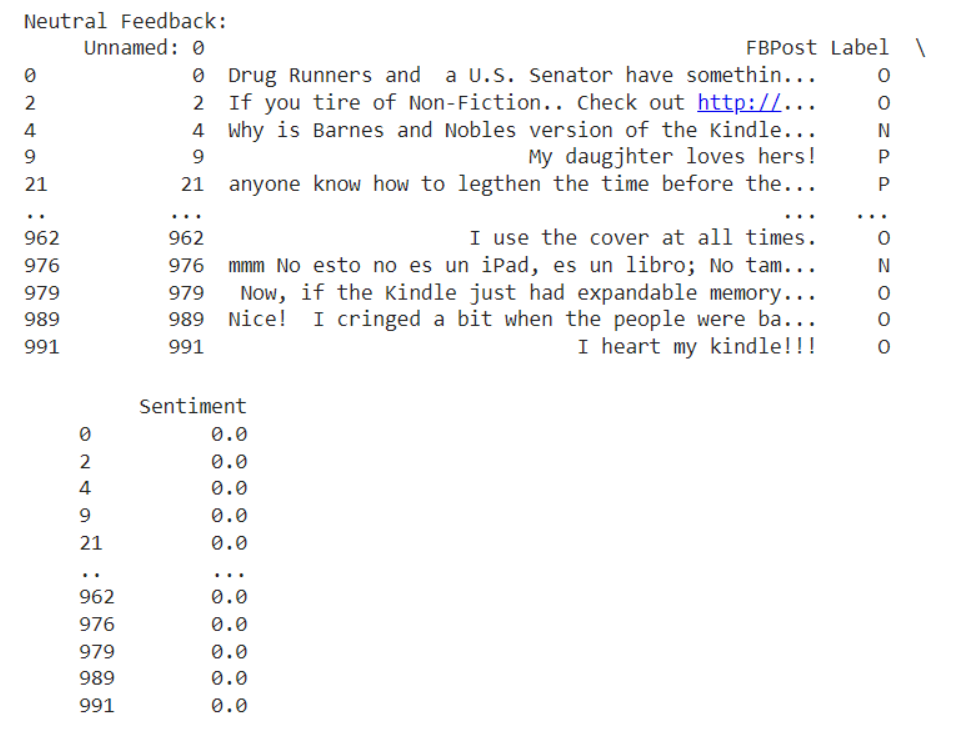 Neutral Feedback:
Unnamed: 0 FBPost Label \
0 0 Drug Runners and a U.S. Senator have somethin... O
2 2 If you tire of Non-Fiction.. Check out http://... O
4 4 Why is Barnes and Nobles version of the Kindle... N
9 9 My daugjhter loves hers! P
21 21 anyone know how to legthen the time before the... P
.. ... ... ...
962 962 I use the cover at all times. O
976 976 mmm No esto no es un iPad, es un libro; No tam... N
979 979 Now, if the Kindle just had expandable memory... O
989 989 Nice! I cringed a bit when the people were ba... O
991 991 I heart my kindle!!! O
Sentiment
0 0.0
2 0.0
4 0.0
9 0.0
21 0.0
.. ...
962 0.0
976 0.0
979 0.0
989 0.0
991 0.0